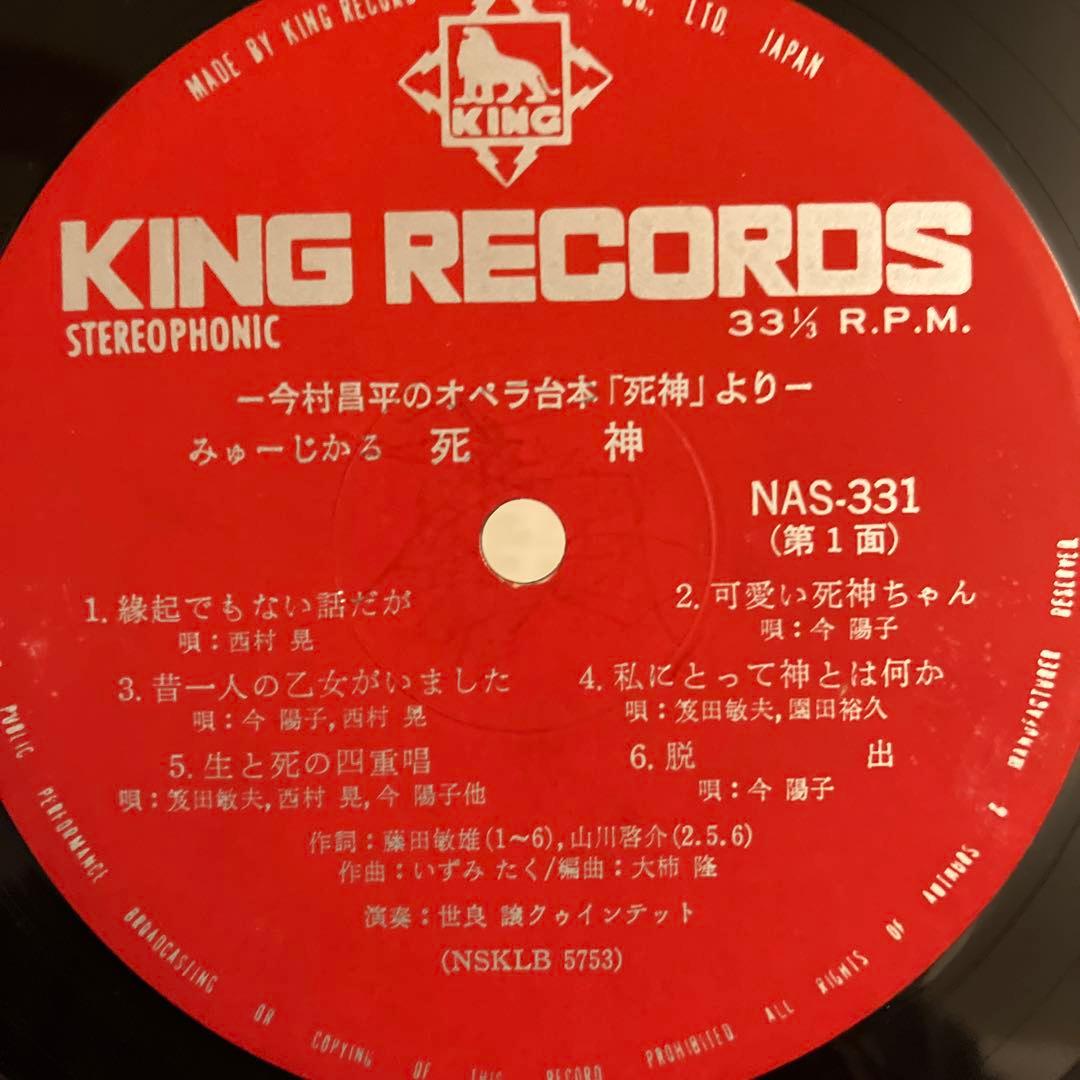 MADE BY KING RECORD CO., LTD. JAPAN
KING
KING RECORDS
STEREOPHONIC
33⅓ R.P.M.
ー今村昌平のオペラ台本「死神」よりー
みゅーじかる 死 神
NAS-331
(第1面)
1. 縁起でもない話だが
唄：西村 晃
2. 可愛い死神ちゃん
唄：今 陽子
3. 昔一人の乙女がいました
唄：今 陽子,西村 晃
4. 私にとって神とは何か
唄：笈田敏夫,園田裕久
5. 生と死の四重唱
唄：笈田敏夫,西村 晃,今 陽子他
6. 脱 出
唄：今 陽子
作詞：藤田敏雄(1〜6),山川啓介(2.5.6)
作曲：いずみ たく/編曲：大柿 隆
演奏：世良 譲クゥインテット
(NSKLB 5753)
PUBLIC PERFORMANCE BROADCASTING OR COPYING OF THIS RECORD PROHIBITED ALL RIGHTS OF AUTHORS & MANUFACTURER RESERVED